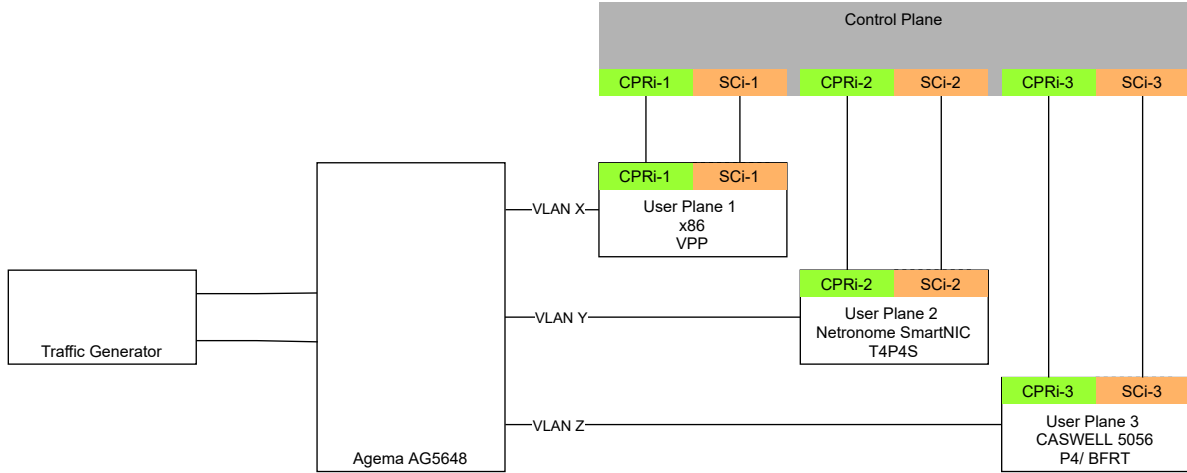 Control Plane
CPRi-1 SCi-1 CPRi-2 SCi-2 CPRi-3 SCi-3
CPRi-1 SCi-1
User Plane 1
x86
VPP
VLAN X
CPRi-2 SCi-2
User Plane 2
Netronome SmartNIC
T4P4S
VLAN Y
Traffic Generator
CPRi-3 SCi-3
User Plane 3
CASWELL 5056
P4/ BFRT
VLAN Z
Agema AG5648